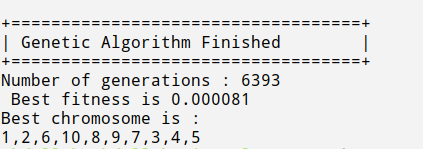 +===================================+
| Genetic Algorithm Finished        |
+===================================+
Number of generations : 6393
 Best fitness is 0.000081
Best chromosome is :
1,2,6,10,8,9,7,3,4,5